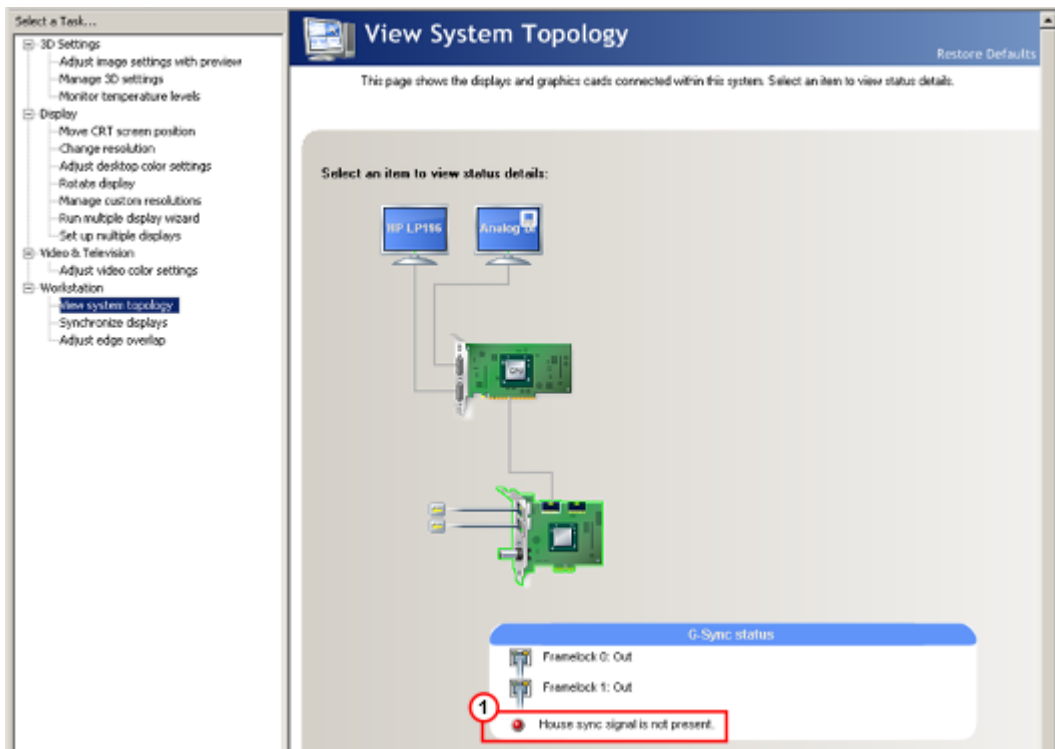 Select a Task...
3D Settings
Adjust image settings with preview
Manage 3D settings
Monitor temperature levels
Display
Move CRT screen position
Change resolution
Adjust desktop color settings
Rotate display
Manage custom resolutions
Run multiple display wizard
Set up multiple displays
Video & Television
Adjust video color settings
Workstation
View system topology
Synchronize displays
Adjust edge overlap
View System Topology
Restore Defaults
This page shows the displays and graphics cards connected within this system. Select an item to view status details.
Select an item to view status details:
HP LP196
Analog
GPU
G-Sync status
Framelock 0: Out
Framelock 1: Out
1
House sync signal is not present.